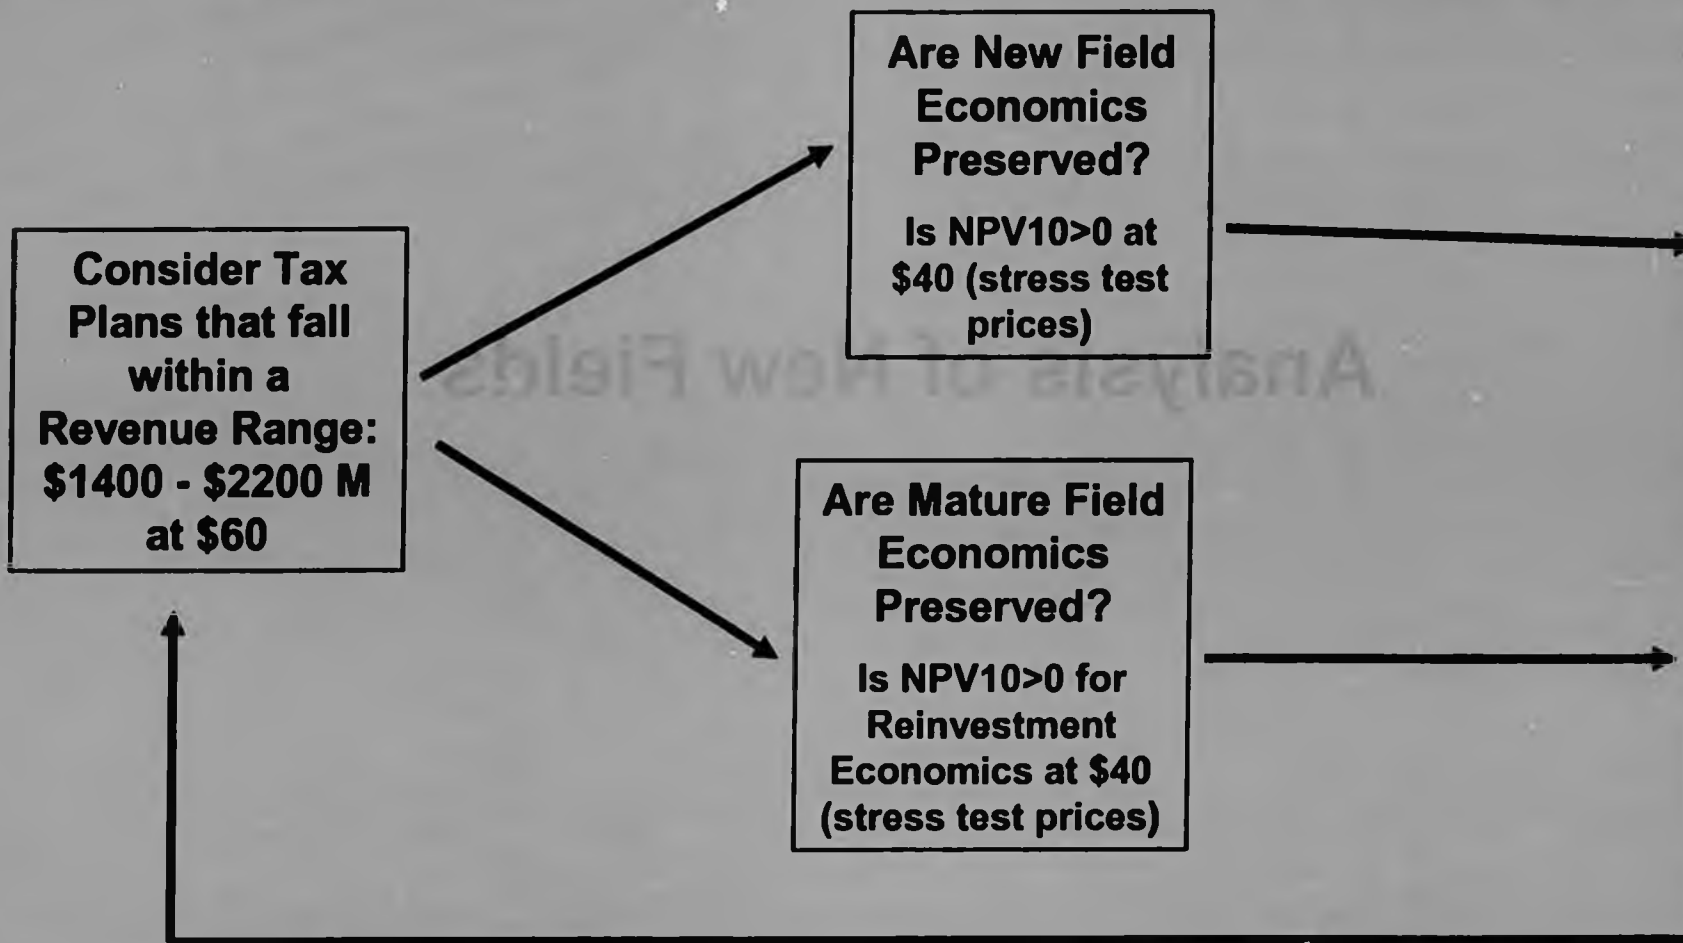 Are New Field
Economics
Preserved?
Is NPV10>0 at
$40 (stress test
prices)
Consider Tax
Plans that fall
within a
Revenue Range:
$1400 - $2200 M
at $60
Analysis of New Fields
Are Mature Field
Economics
Preserved?
Is NPV10>0 for
Reinvestment
Economics at $40
(stress test prices)